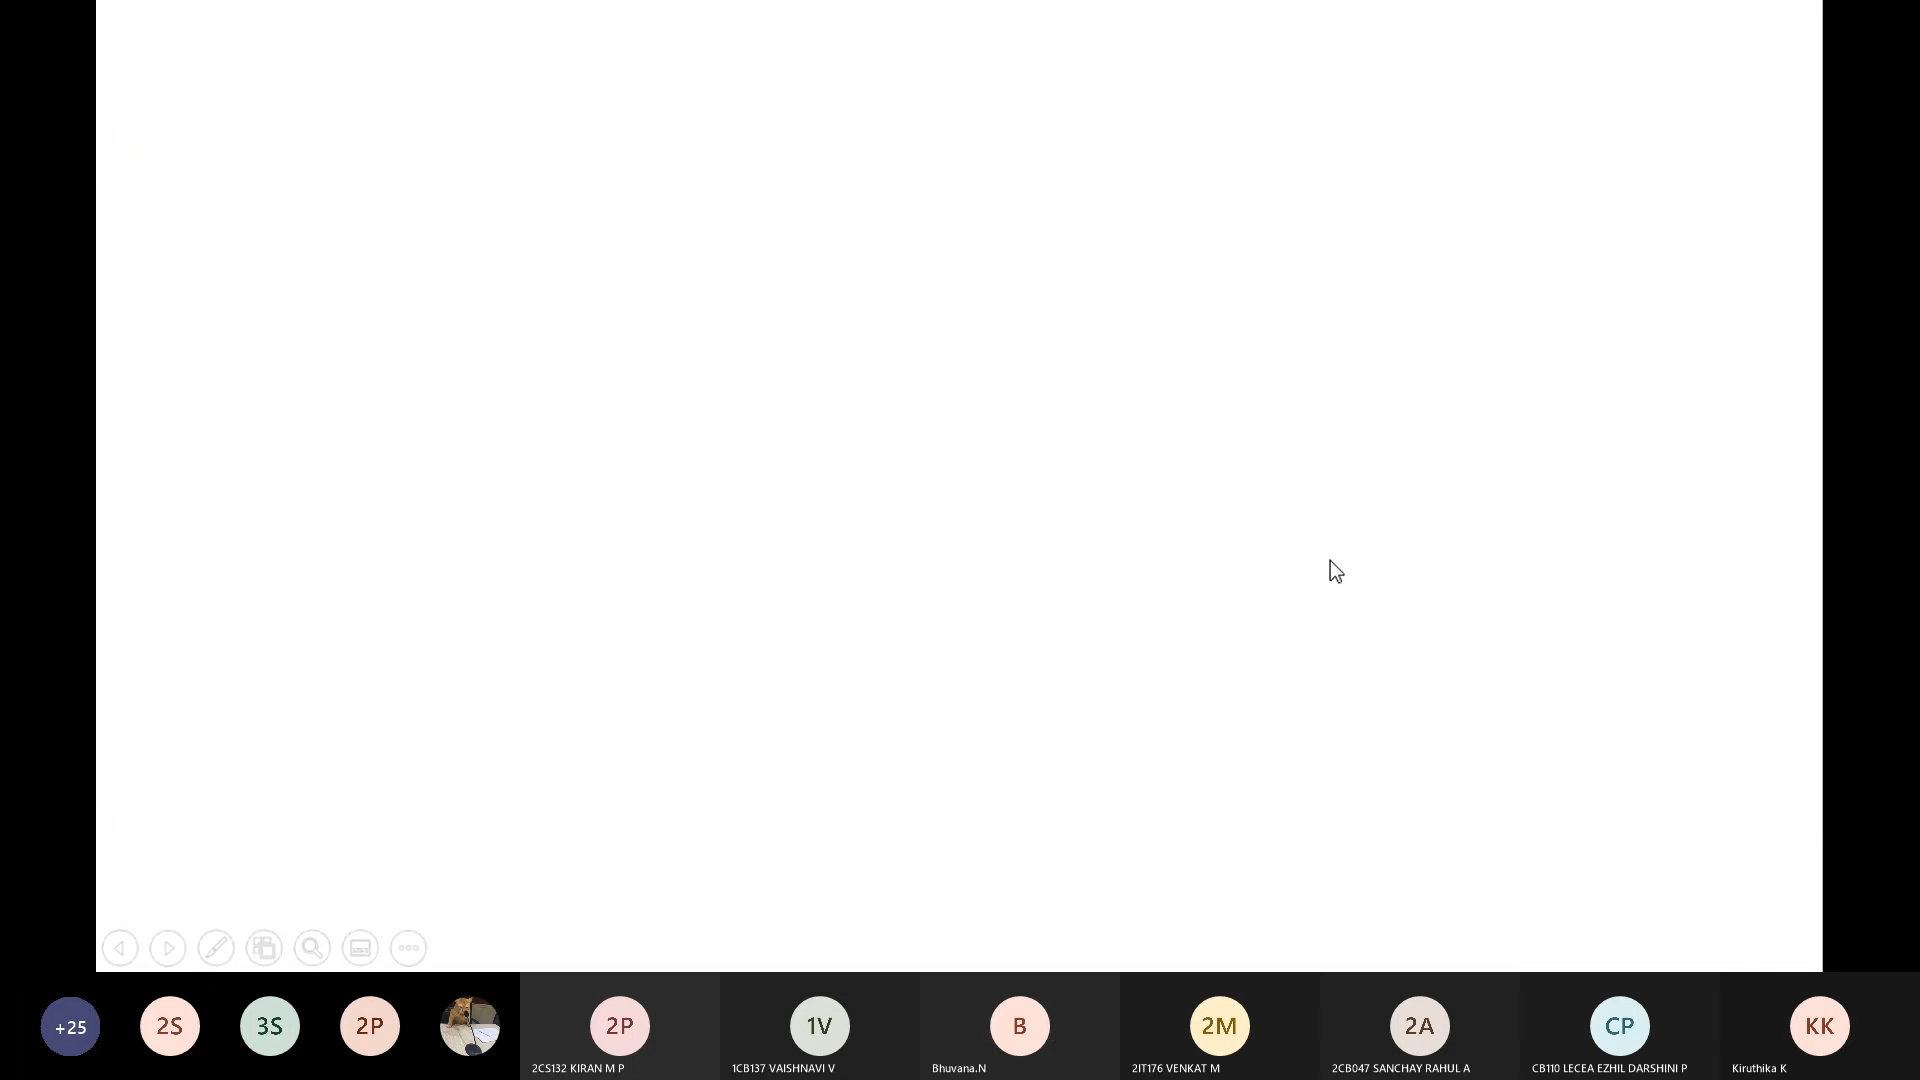 +25
2S
3S
2P
2P
1V
B
2M
2A
CP
KK
2CS132 KIRAN M P
1CB137 VAISHNAVI V
Bhuvana.N
2IT176 VENKAT M
2CB047 SANCHAY RAHUL A
CB110 LECEA EZHIL DARSHINI P
Kiruthika K